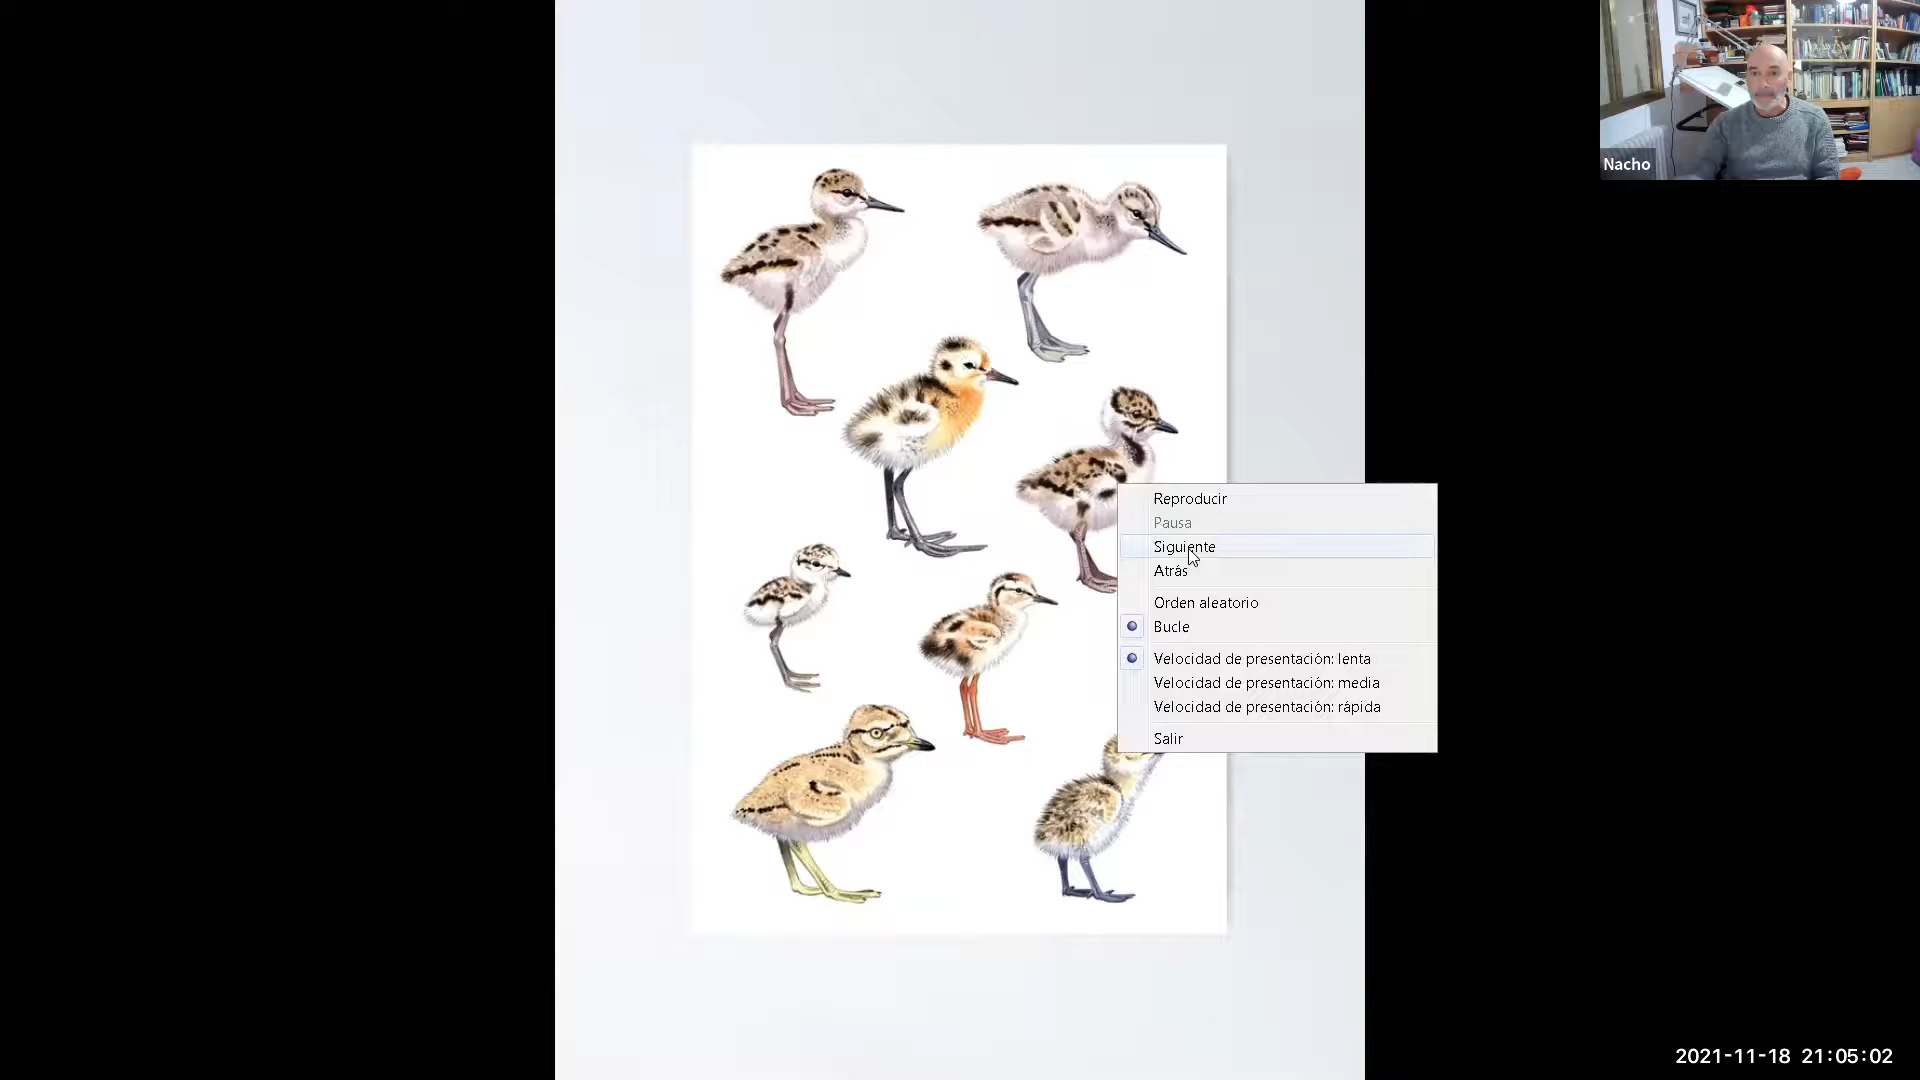 Nacho
Reproducir
Pausa
Siguiente
Atrás
Orden aleatorio
Bucle
Velocidad de presentación: lenta
Velocidad de presentación: media
Velocidad de presentación: rápida
Salir
2021-11-18 21:05:02